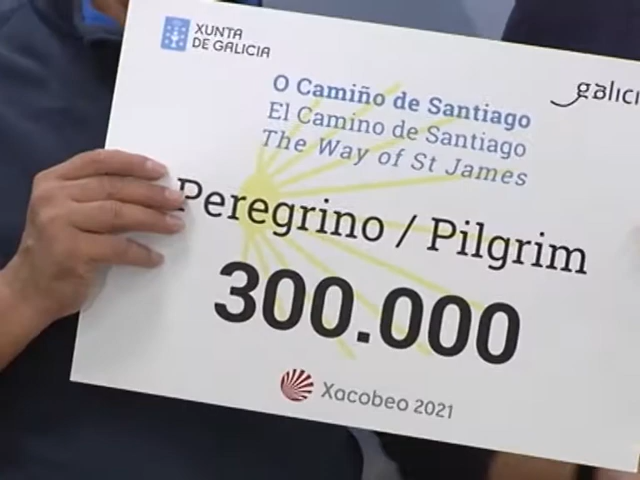 XUNTA
DE GALICIA
galici
O Camiño de Santiago
El Camino de Santiago
The Way of St James
Peregrino / Pilgrim
300.000
Xacobeo 2021